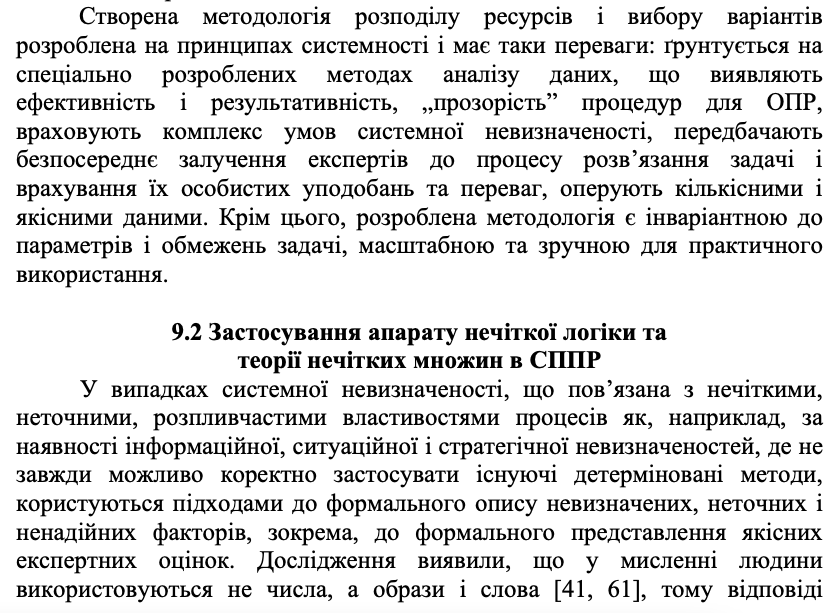 Створена методологія розподілу ресурсів і вибору варіантів
розроблена на принципах системності і має таки переваги: ґрунтується на
спеціально розроблених методах аналізу даних, що виявляють
ефективність і результативність, „прозорість” процедур для ОПР,
враховують комплекс умов системної невизначеності, передбачають
безпосереднє залучення експертів до процесу розв’язання задачі і
врахування їх особистих уподобань та переваг, оперують кількісними і
якісними даними. Крім цього, розроблена методологія є інваріантною до
параметрів і обмежень задачі, масштабною та зручною для практичного
використання.
9.2 Застосування апарату нечіткої логіки та
теорії нечітких множин в СППР
У випадках системної невизначеності, що пов’язана з нечіткими,
неточними, розпливчастими властивостями процесів як, наприклад, за
наявності інформаційної, ситуаційної і стратегічної невизначеностей, де не
завжди можливо коректно застосувати існуючі детерміновані методи,
користуються підходами до формального опису невизначених, неточних і
ненадійних факторів, зокрема, до формального представлення якісних
експертних оцінок. Дослідження виявили, що у мисленні людини
використовуються не числа, а образи і слова [41, 61], тому відповіді